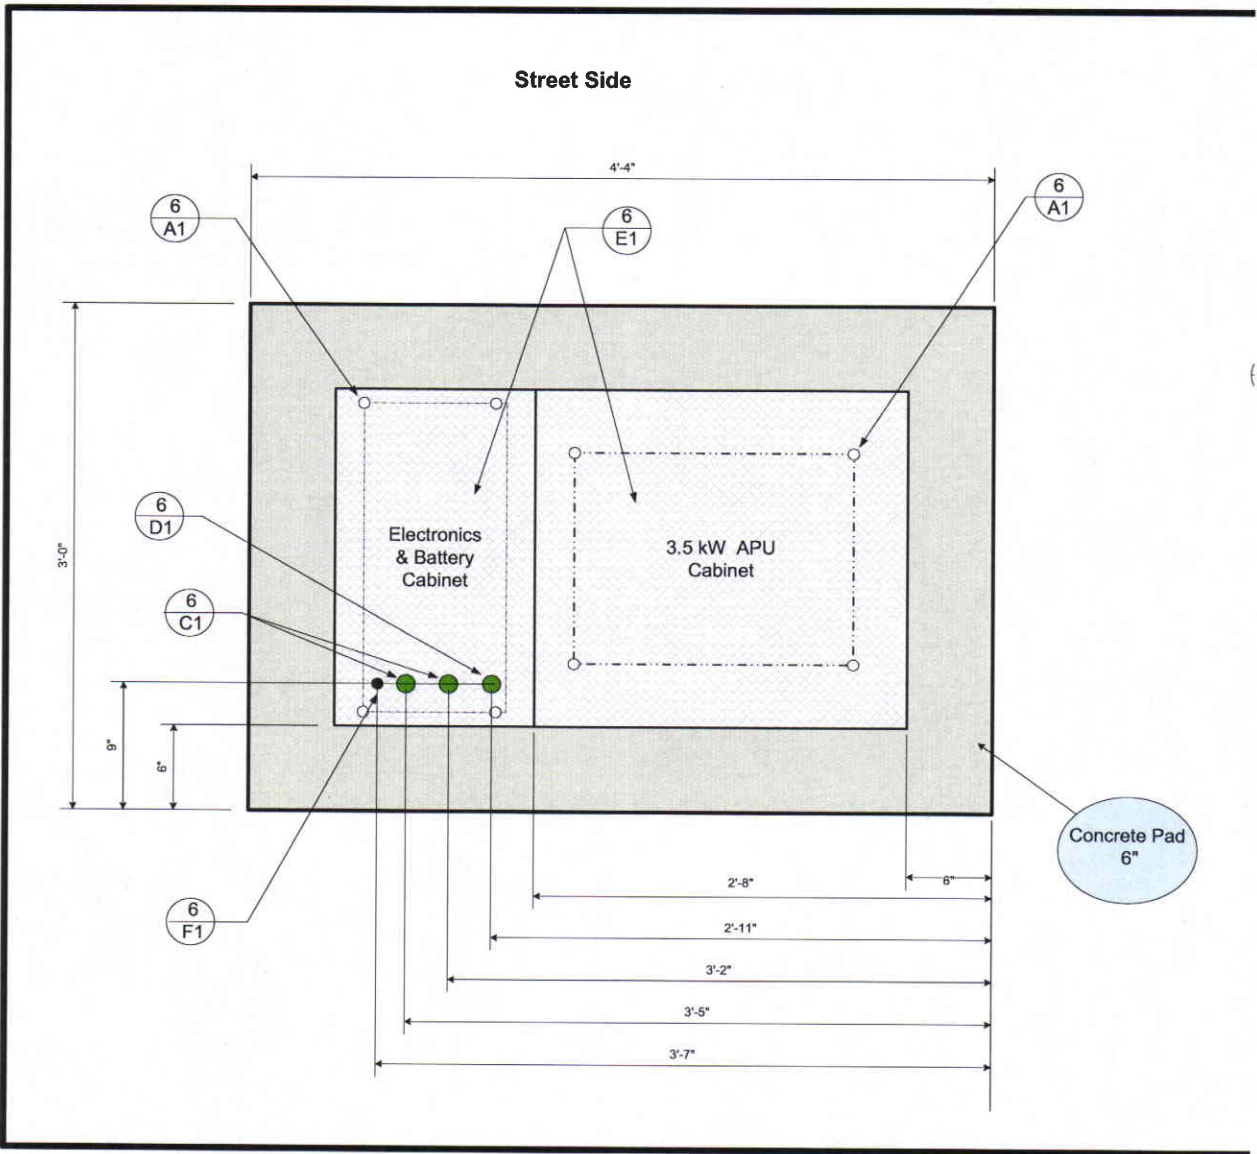 Street Side
4'-4"
6
A1
6
E1
6
A1
3'-0"
6
D1
Electronics
& Battery
Cabinet
3.5 kW APU
Cabinet
6
C1
9"
6"
Concrete Pad
6"
6"
2'-8"
6
F1
2'-11"
3'-2"
3'-5"
3'-7"